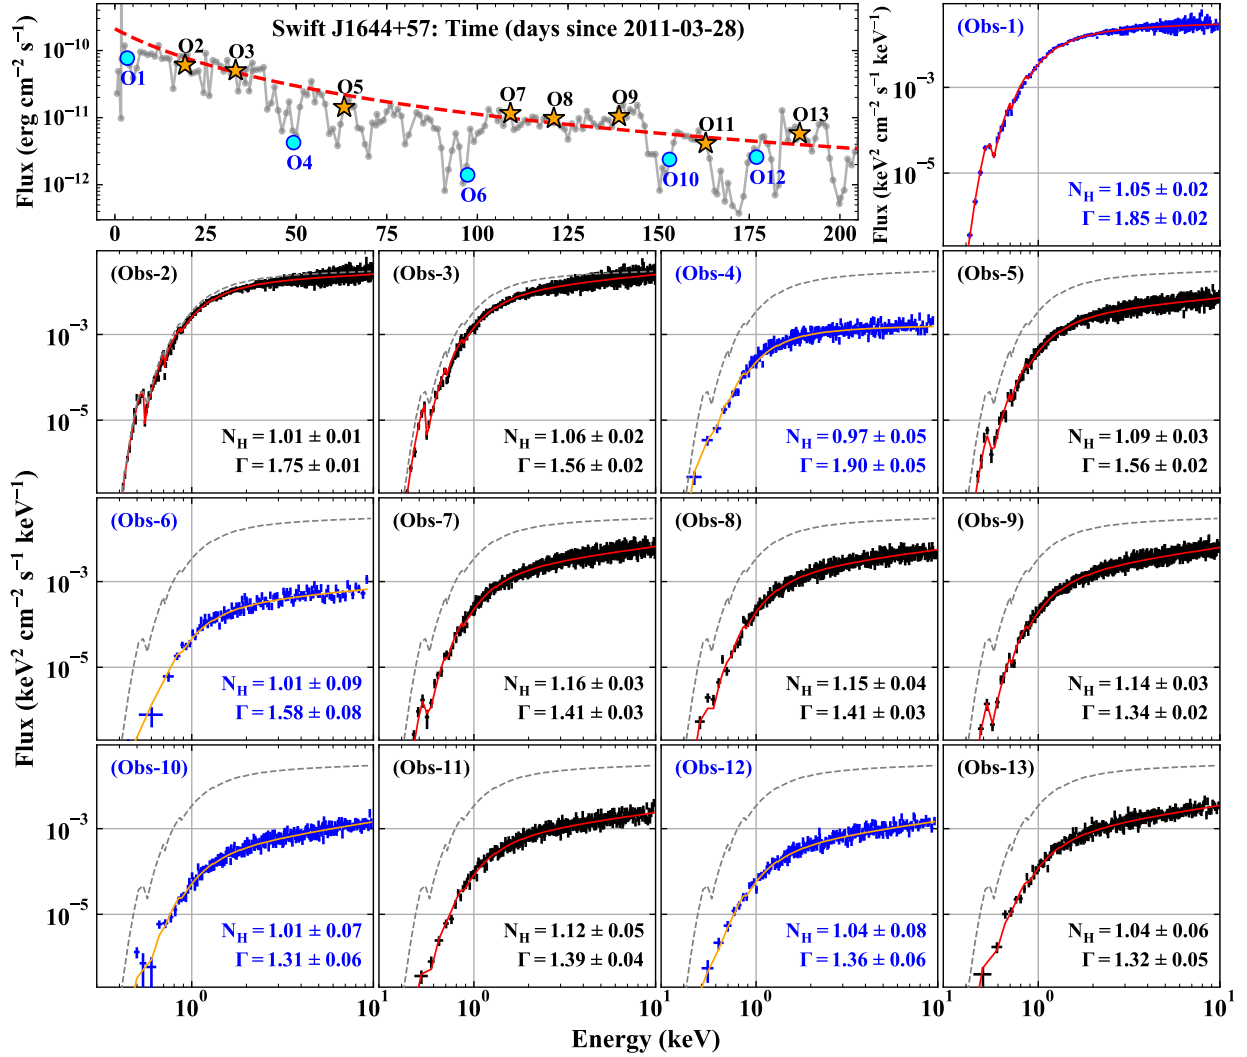 Swift J1644+57: Time (days since 2011-03-28)
Flux (erg cm⁻² s⁻¹)
10⁻¹⁰
10⁻¹¹
10⁻¹²
O1
O2
O3
O4
O5
O6
O7
O8
O9
O10
O11
O12
O13
0 25 50 75 100 125 150 175 200
(Obs-1)
Flux (keV² cm⁻² s⁻¹ keV⁻¹)
10⁻³
10⁻⁵
N_H = 1.05 ± 0.02
Γ = 1.85 ± 0.02
Flux (keV² cm⁻² s⁻¹ keV⁻¹)
10⁻³
10⁻⁵
(Obs-2)
N_H = 1.01 ± 0.01
Γ = 1.75 ± 0.01
(Obs-3)
N_H = 1.06 ± 0.02
Γ = 1.56 ± 0.02
(Obs-4)
N_H = 0.97 ± 0.05
Γ = 1.90 ± 0.05
(Obs-5)
N_H = 1.09 ± 0.03
Γ = 1.56 ± 0.02
10⁻³
10⁻⁵
(Obs-6)
N_H = 1.01 ± 0.09
Γ = 1.58 ± 0.08
(Obs-7)
N_H = 1.16 ± 0.03
Γ = 1.41 ± 0.03
(Obs-8)
N_H = 1.15 ± 0.04
Γ = 1.41 ± 0.03
(Obs-9)
N_H = 1.14 ± 0.03
Γ = 1.34 ± 0.02
10⁻³
10⁻⁵
(Obs-10)
N_H = 1.01 ± 0.07
Γ = 1.31 ± 0.06
(Obs-11)
N_H = 1.12 ± 0.05
Γ = 1.39 ± 0.04
(Obs-12)
N_H = 1.04 ± 0.08
Γ = 1.36 ± 0.06
(Obs-13)
N_H = 1.04 ± 0.06
Γ = 1.32 ± 0.05
10⁰ 10⁰ 10⁰ 10⁰
Energy (keV)